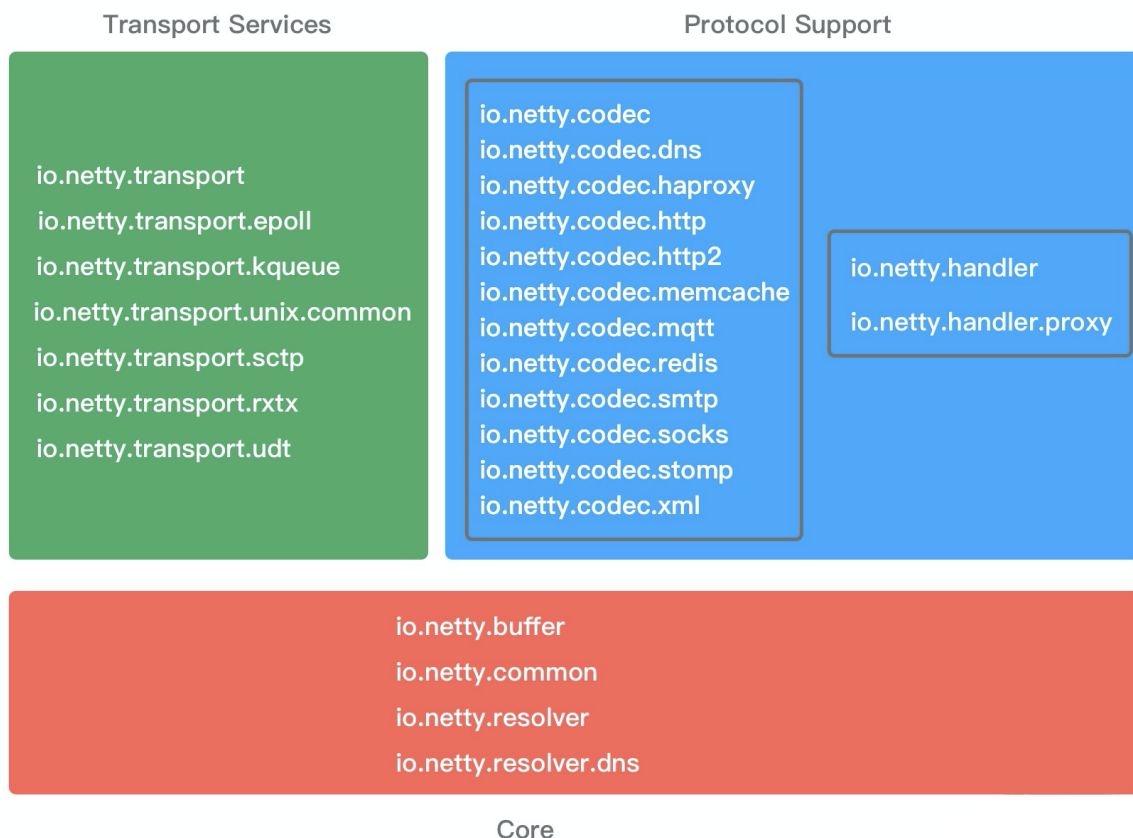 Transport Services
Protocol Support
io.netty.transport
io.netty.transport.epoll
io.netty.transport.kqueue
io.netty.transport.unix.common
io.netty.transport.sctp
io.netty.transport.rxtx
io.netty.transport.udt
io.netty.codec
io.netty.codec.dns
io.netty.codec.haproxy
io.netty.codec.http
io.netty.codec.http2
io.netty.codec.memcache
io.netty.codec.mqtt
io.netty.codec.redis
io.netty.codec.smtp
io.netty.codec.socks
io.netty.codec.stomp
io.netty.codec.xml
io.netty.handler
io.netty.handler.proxy
io.netty.buffer
io.netty.common
io.netty.resolver
io.netty.resolver.dns
Core